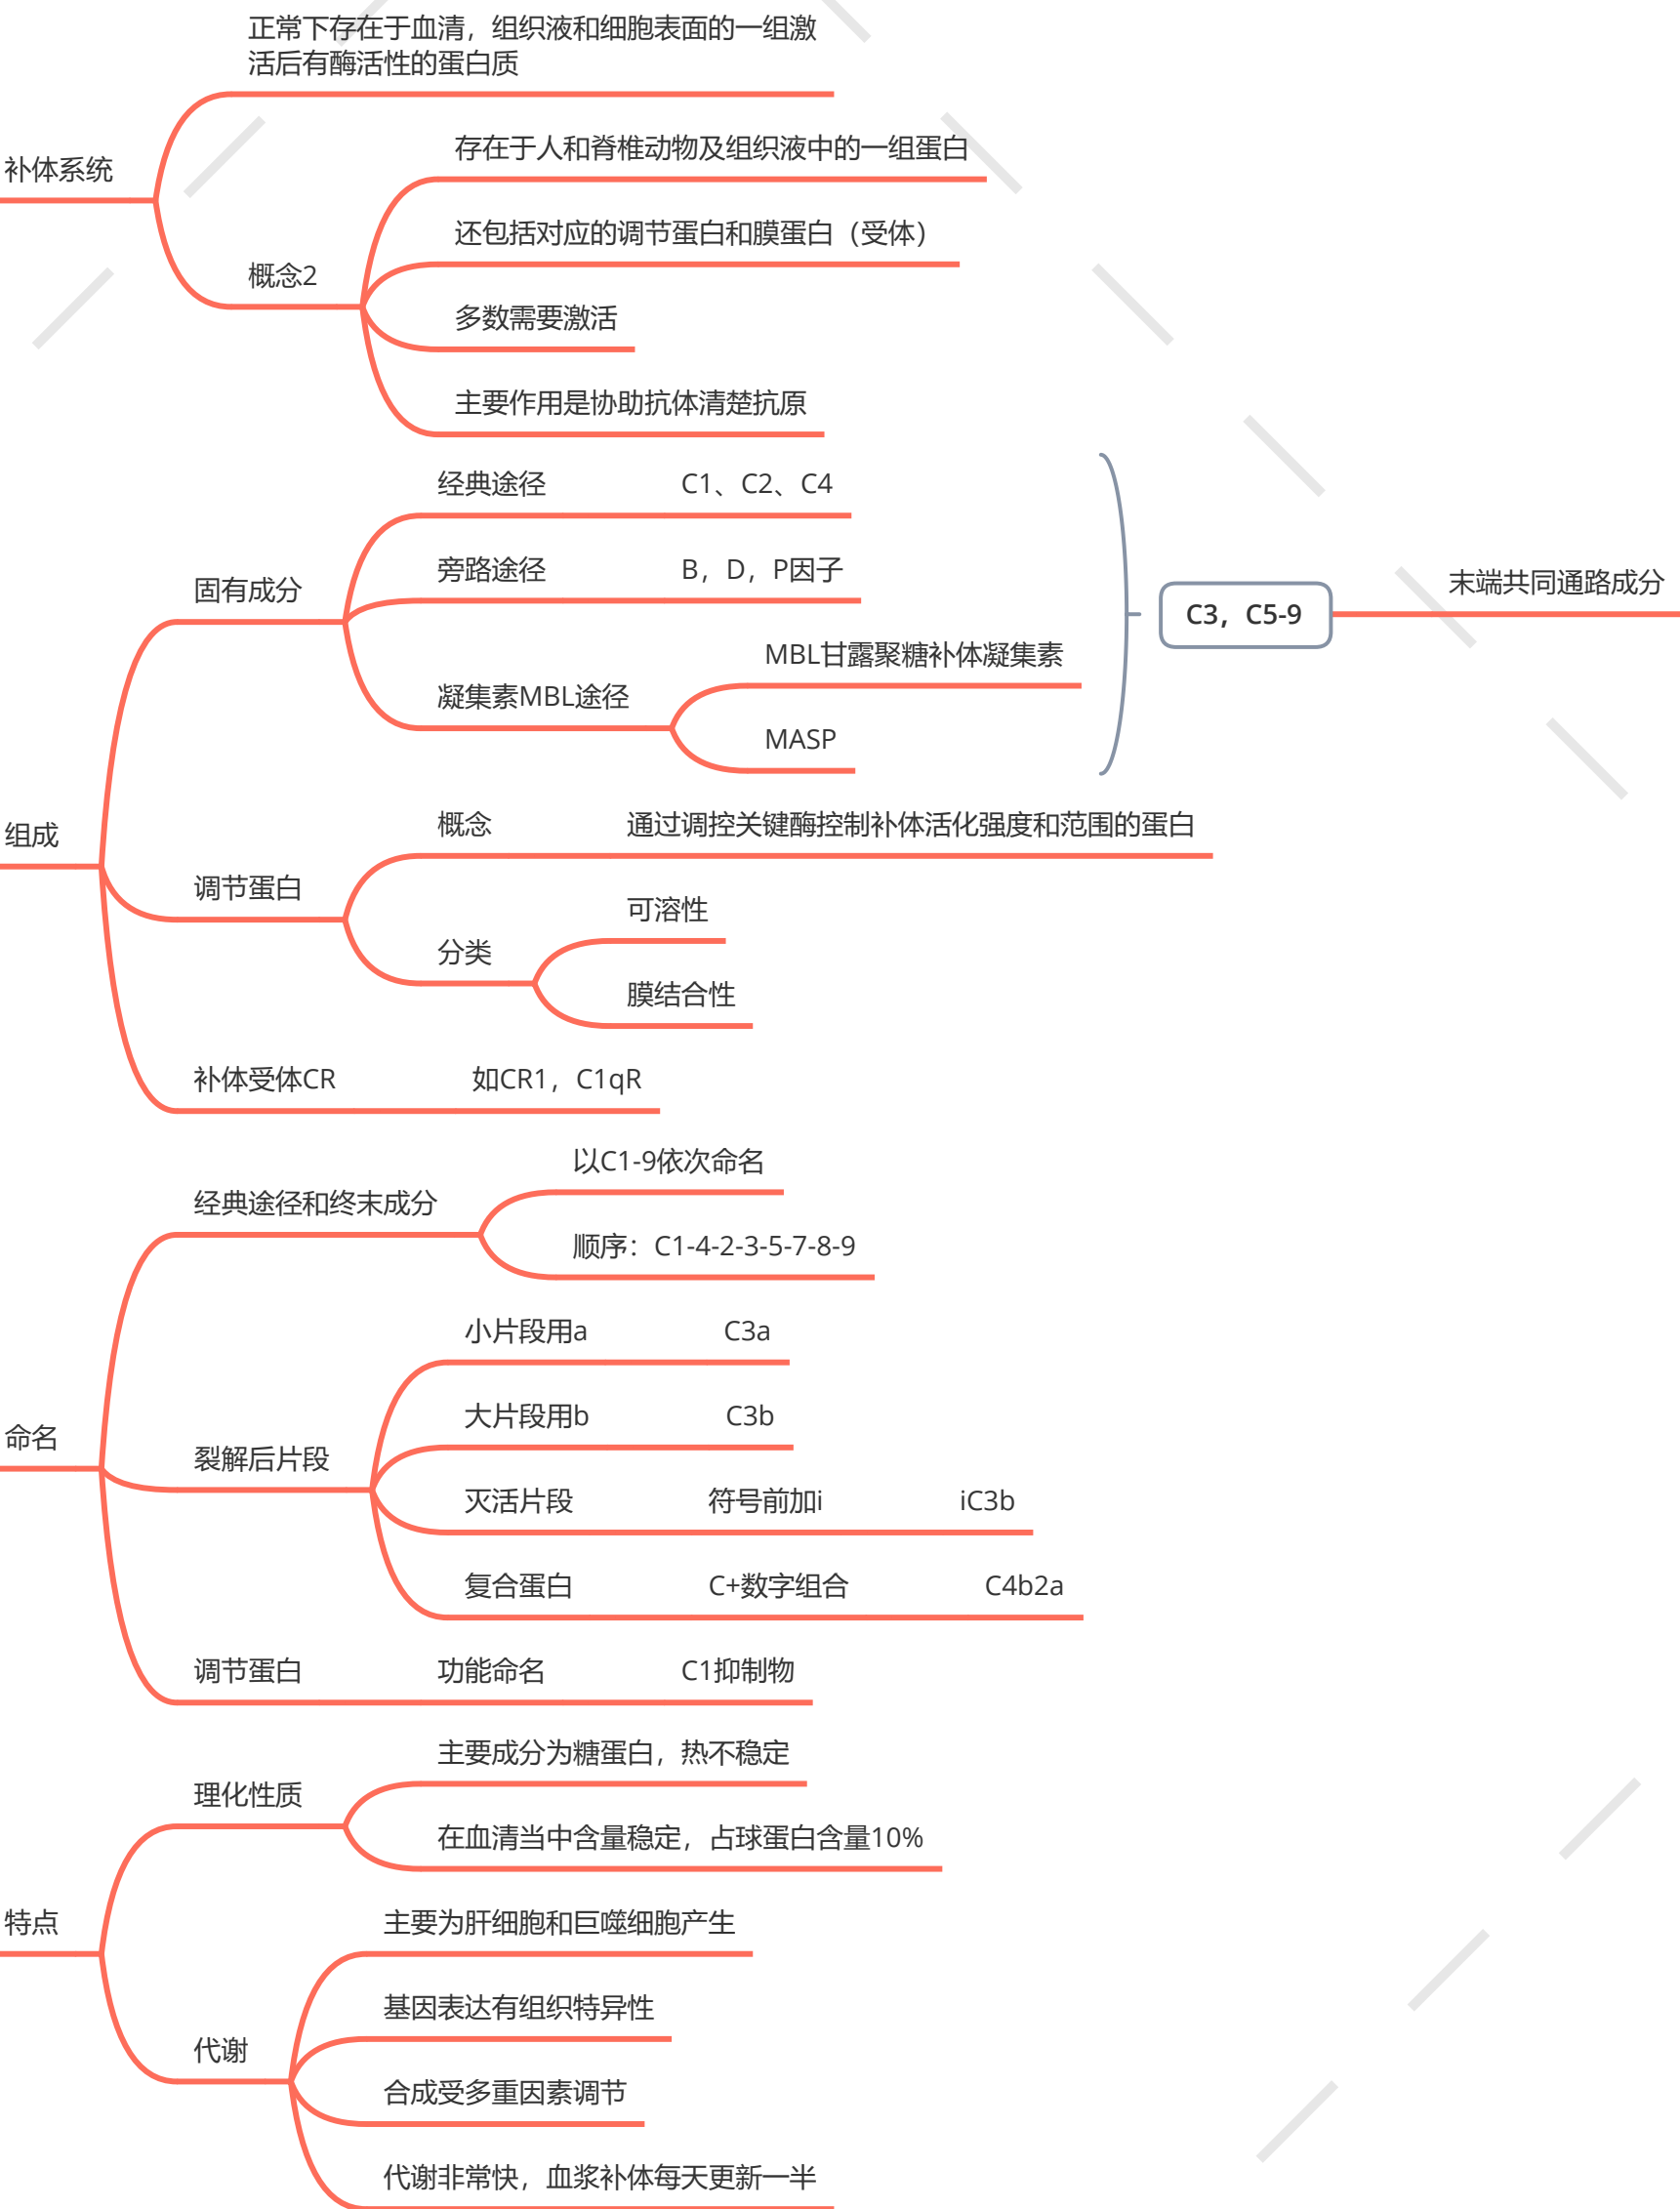 正常下存在于血清，组织液和细胞表面的一组激
活后有酶活性的蛋白质
补体系统
存在于人和脊椎动物及组织液中的一组蛋白
还包括对应的调节蛋白和膜蛋白（受体）
概念2
多数需要激活
主要作用是协助抗体清楚抗原
经典途径 C1、C2、C4
固有成分
旁路途径 B，D，P因子
C3，C5-9 末端共同通路成分
MBL甘露聚糖补体凝集素
凝集素MBL途径
MASP
组成
概念 通过调控关键酶控制补体活化强度和范围的蛋白
调节蛋白
可溶性
分类
膜结合性
补体受体CR 如CR1，C1qR
以C1-9依次命名
经典途径和终末成分
顺序：C1-4-2-3-5-7-8-9
小片段用a C3a
大片段用b C3b
命名
裂解后片段
灭活片段 符号前加i iC3b
复合蛋白 C+数字组合 C4b2a
调节蛋白 功能命名 C1抑制物
主要成分为糖蛋白，热不稳定
理化性质
在血清当中含量稳定，占球蛋白含量10%
特点
主要为肝细胞和巨噬细胞产生
基因表达有组织特异性
代谢
合成受多重因素调节
代谢非常快，血浆补体每天更新一半